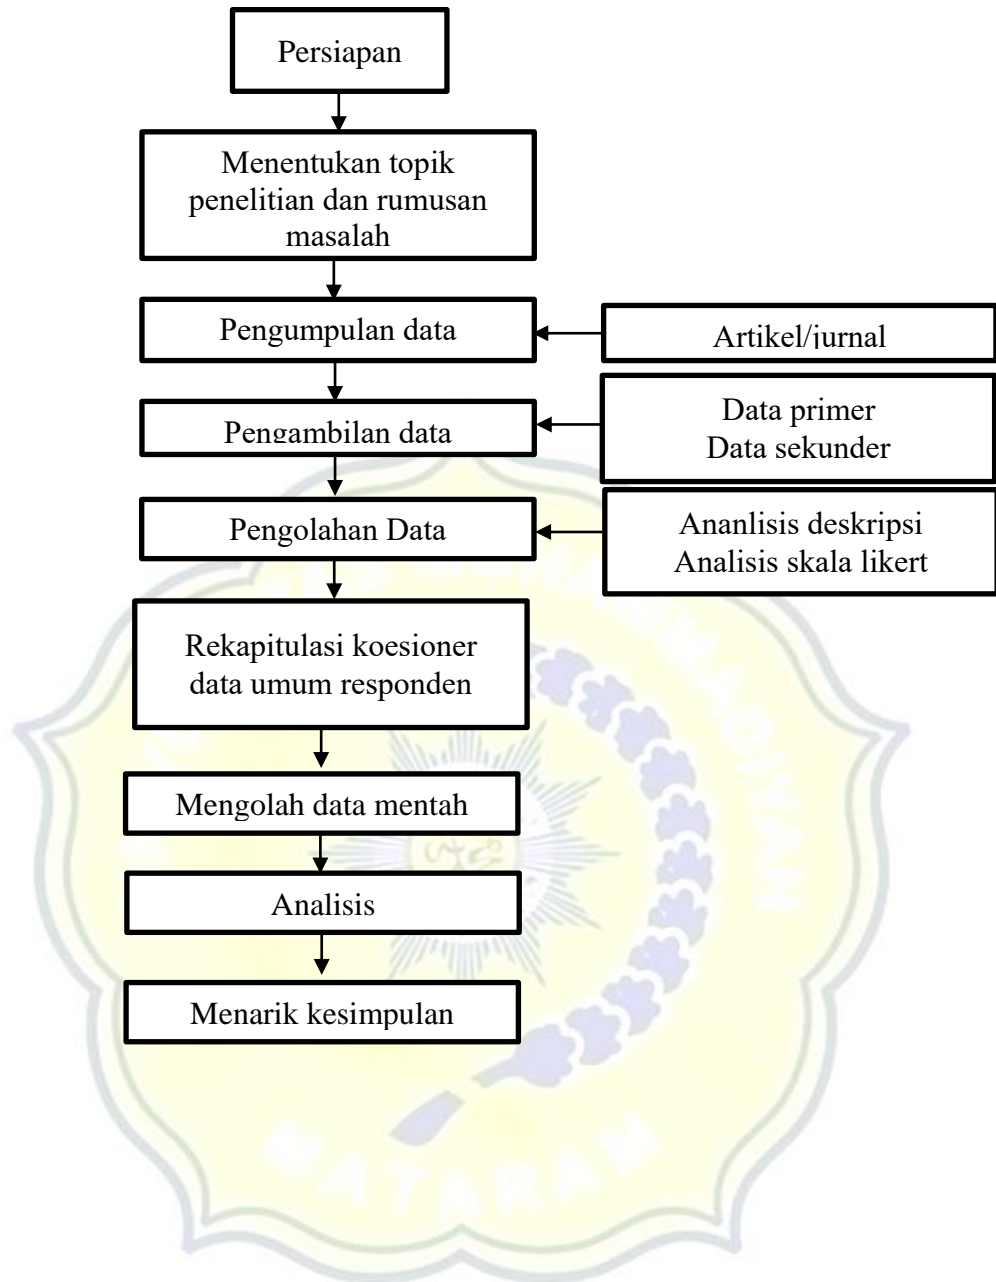 Persiapan
Menentukan topik
penelitian dan rumusan
masalah
Pengumpulan data
Artikel/jurnal
Pengambilan data
Data primer
Data sekunder
Pengolahan Data
Ananlisis deskripsi
Analisis skala likert
Rekapitulasi koesioner
data umum responden
Mengolah data mentah
Analisis
Menarik kesimpulan
MATARAM